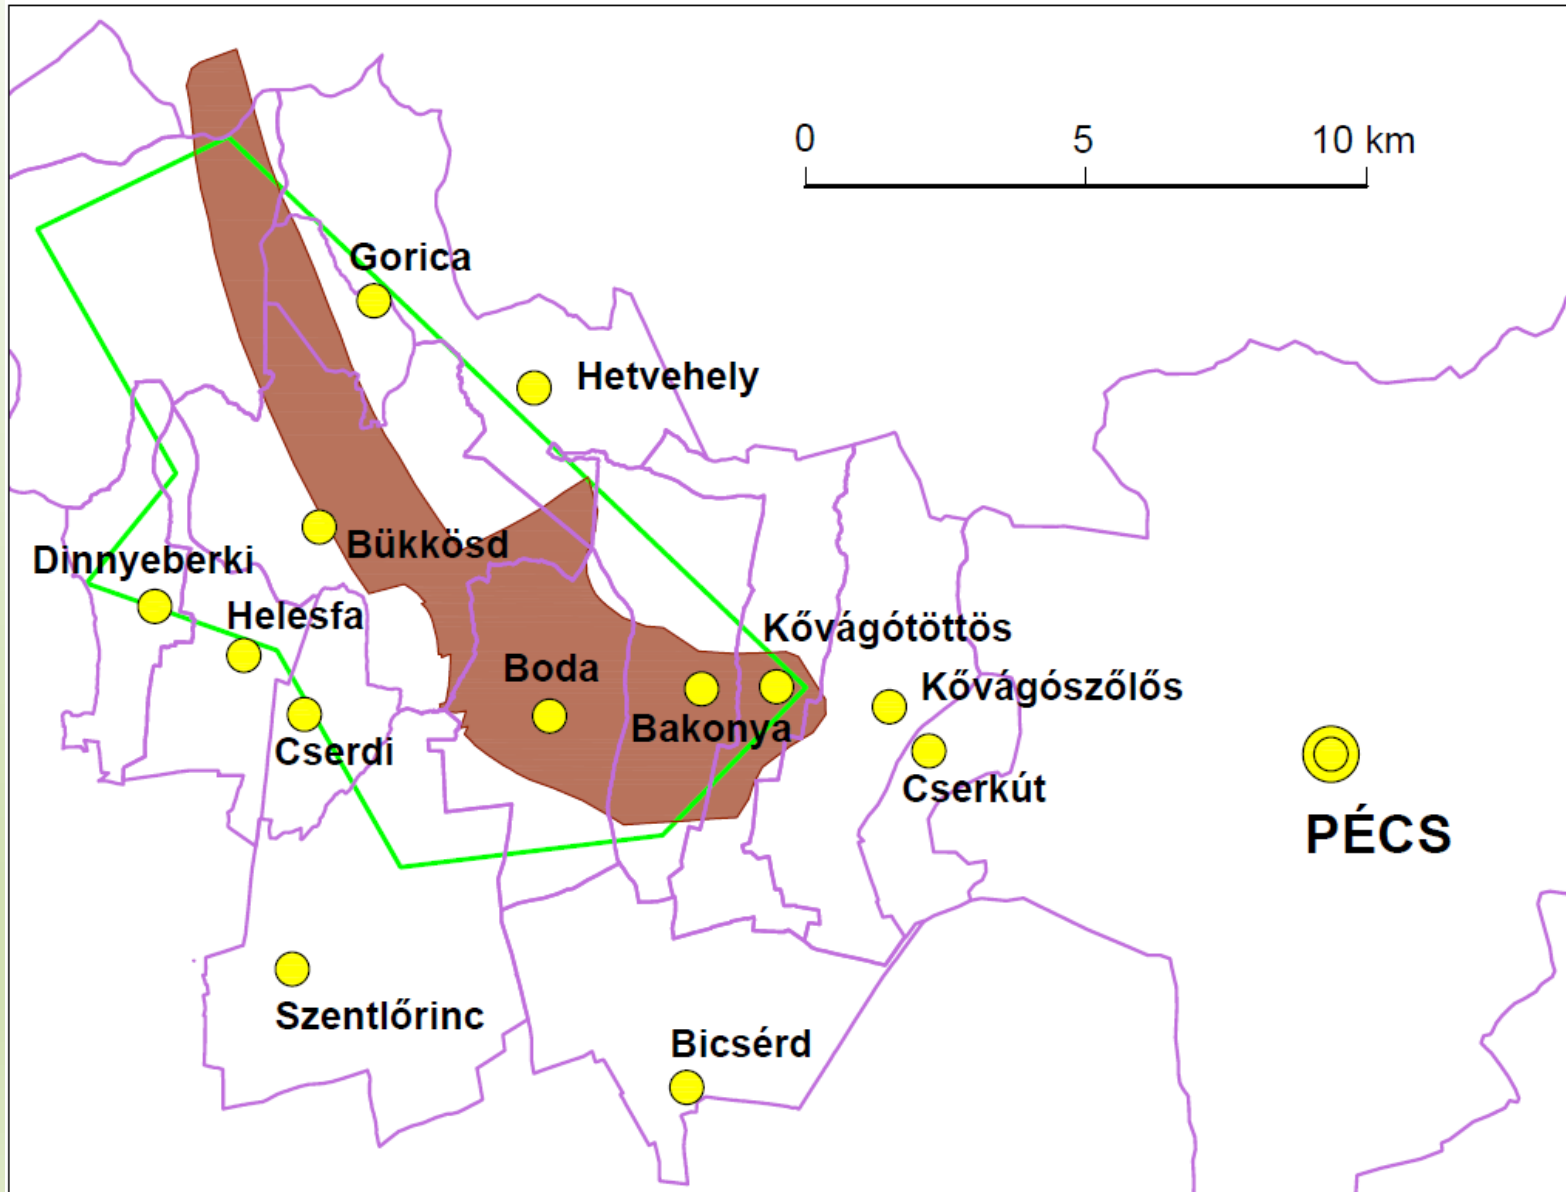 0 5 10 km
Gorica
Hetvehely
Bükkösd
Dinnyeberki
Helesfa
Kővágótöttös
Boda
Kővágószőlős
Bakonya
Cserdi
Cserkút
PÉCS
Szentlőrinc
Bicsérd